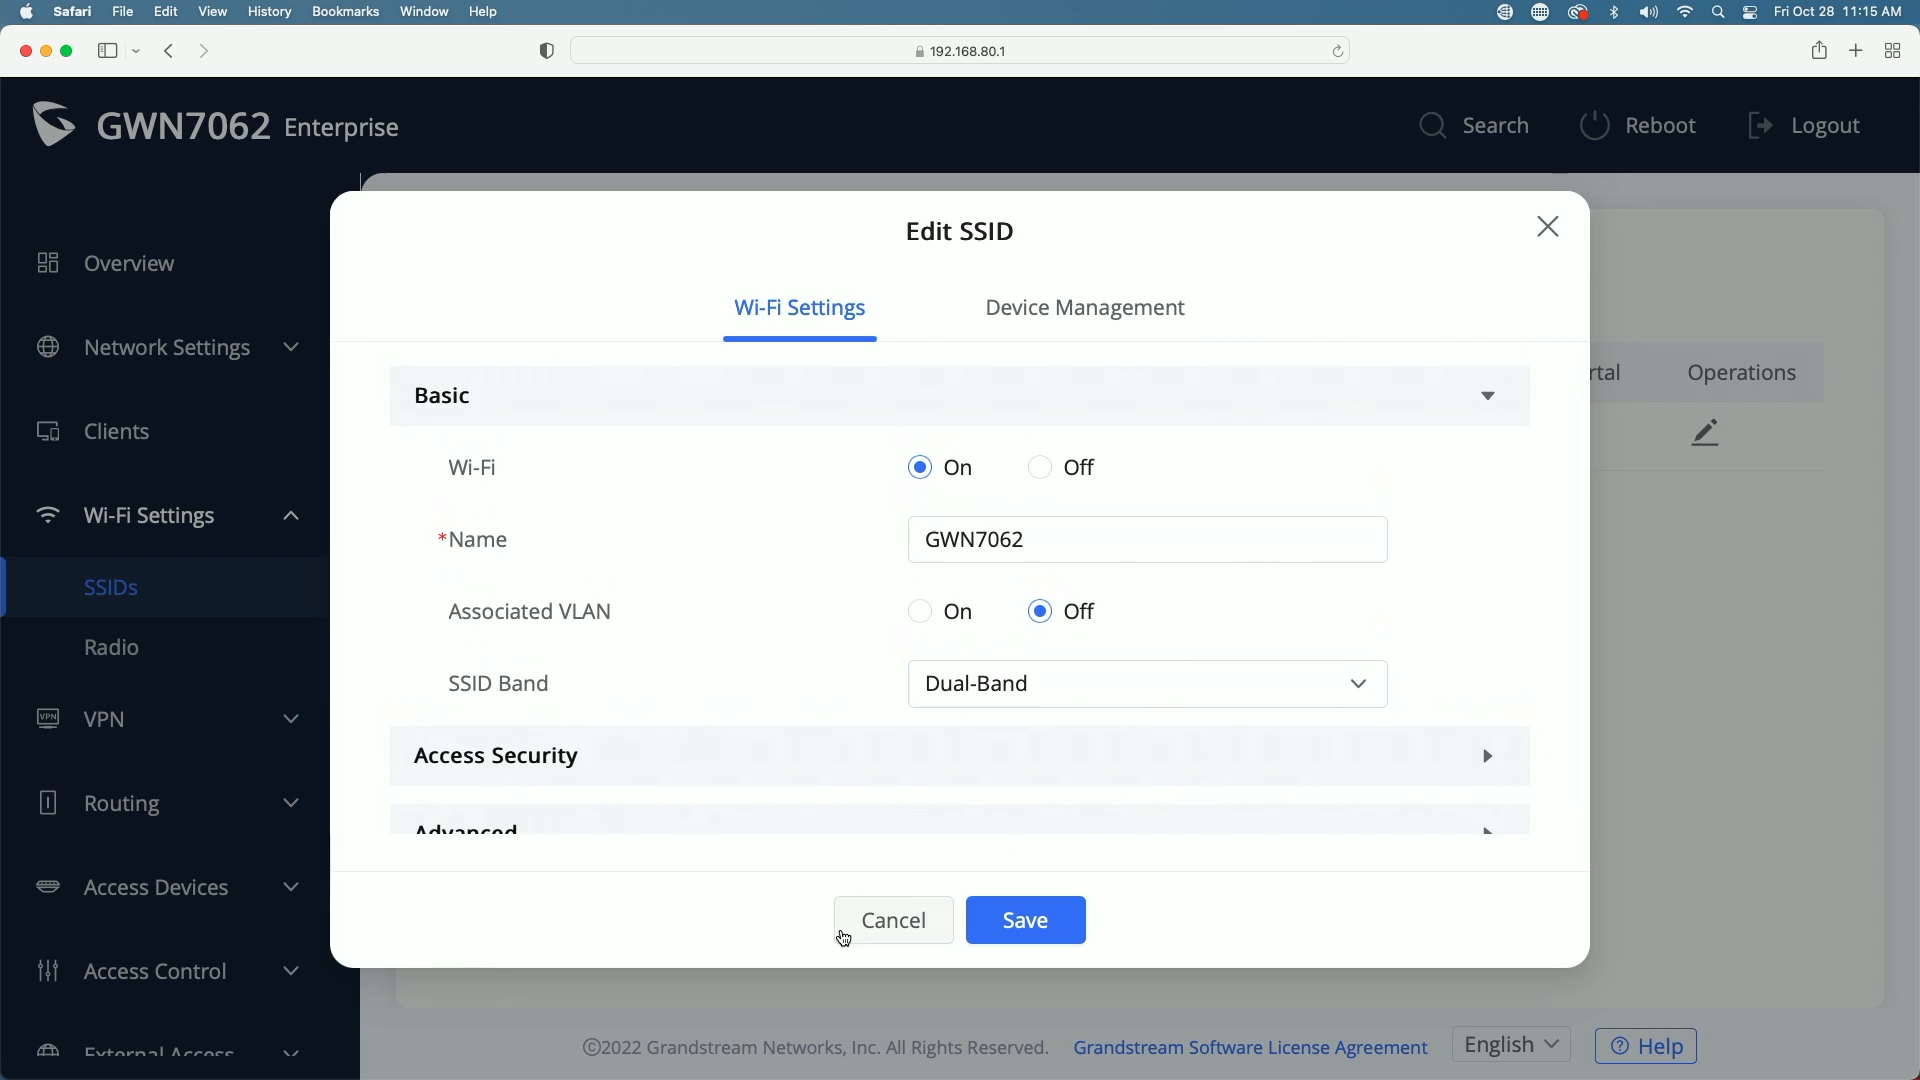 Safari File Edit View History Bookmarks Window Help Fri Oct 28 11:15 AM
192.168.80.1
GWN7062 Enterprise Search Reboot Logout
Edit SSID
Wi-Fi Settings Device Management
Overview
Network Settings
Clients
Wi-Fi Settings
SSIDs
Radio
VPN VPN
Routing
Access Devices
Access Control
External Access
Basic
Wi-Fi On Off
*Name GWN7062
Associated VLAN On Off
SSID Band Dual-Band
Access Security
Advanced
Cancel Save
rtal Operations
©2022 Grandstream Networks, Inc. All Rights Reserved. Grandstream Software License Agreement English Help